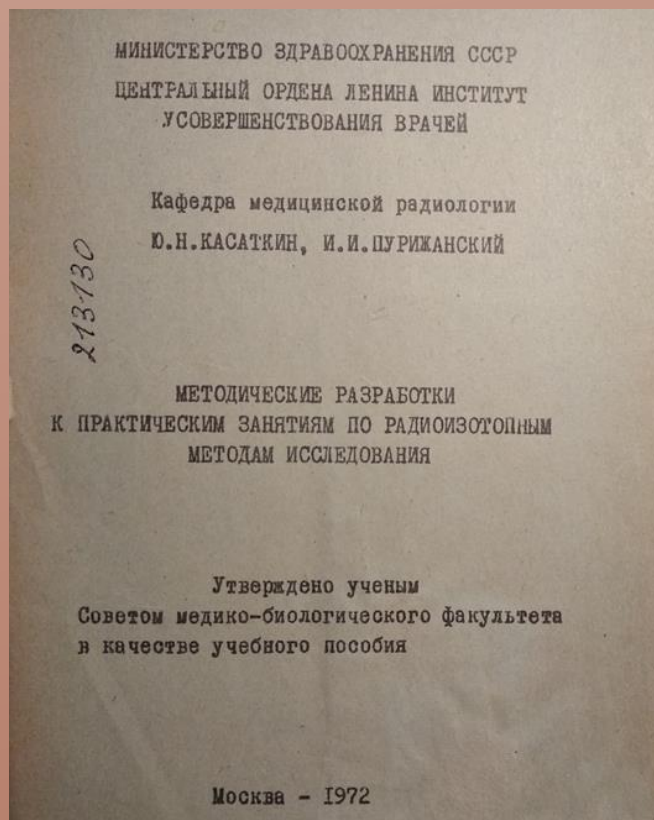 МИНИСТЕРСТВО ЗДРАВООХРАНЕНИЯ СССР
ЦЕНТРАЛЬНЫЙ ОРДЕНА ЛЕНИНА ИНСТИТУТ
УСОВЕРШЕНСТВОВАНИЯ ВРАЧЕЙ
Кафедра медицинской радиологии
Ю.Н.КАСАТКИН, И.И.ПУРИЖАНСКИЙ
213130
МЕТОДИЧЕСКИЕ РАЗРАБОТКИ
К ПРАКТИЧЕСКИМ ЗАНЯТИЯМ ПО РАДИОИЗОТОПНЫМ
МЕТОДАМ ИССЛЕДОВАНИЯ
Утверждено ученым
Советом медико-биологического факультета
в качестве учебного пособия
Москва - 1972